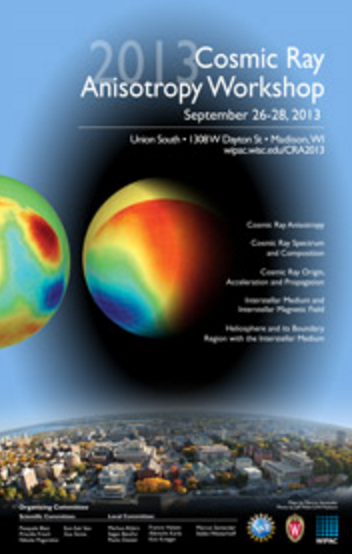 2013
Cosmic Ray
Anisotropy Workshop
September 26-28, 2013
Union South • 1308 W Dayton St • Madison, WI
wipac.wisc.edu/CRA2013
Cosmic Ray Anisotropy
Cosmic Ray Spectrum
and Composition
Cosmic Ray Origin,
Acceleration and Propagation
Interstellar Medium and
Interstellar Magnetic Field
Heliosphere and its Boundary
Region with the Interstellar Medium
Organizing Committee
Scientific Committee
Local Committee
WIPAC